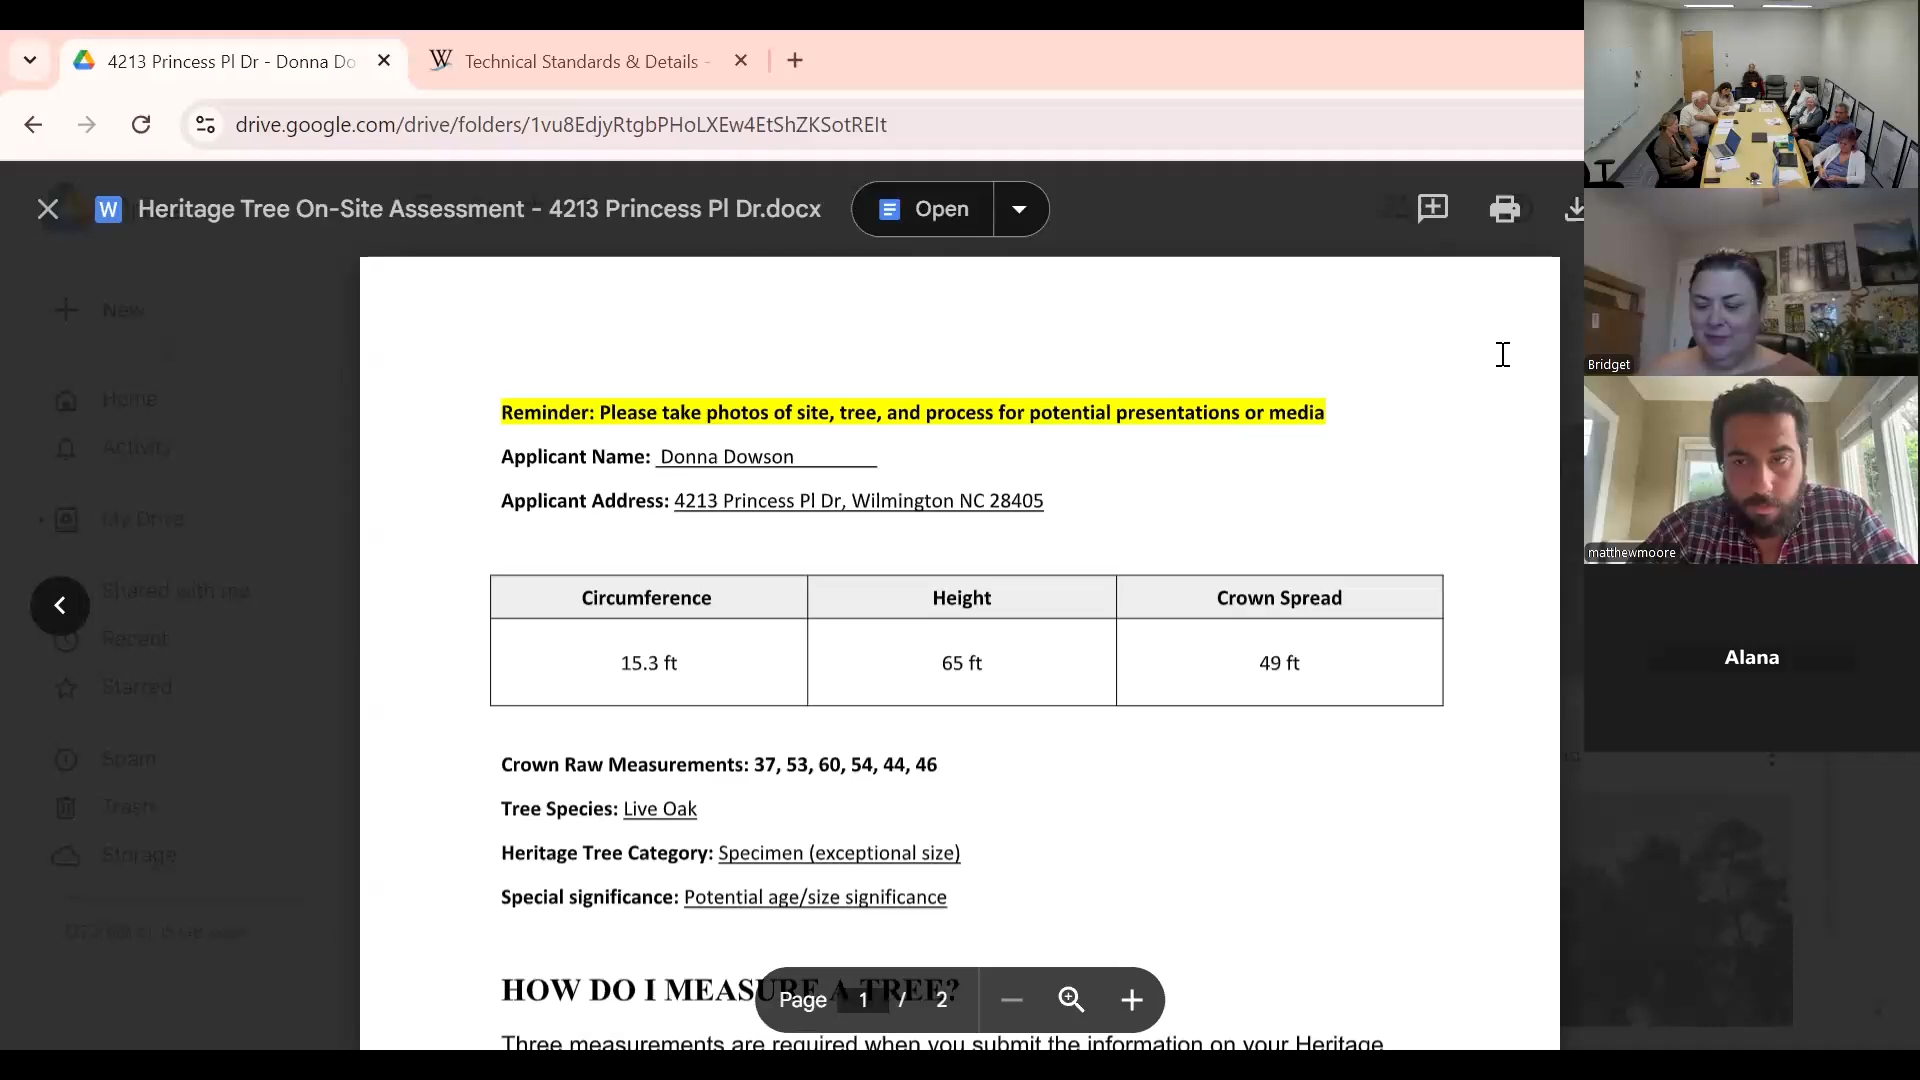 4213 Princess Pl Dr - Donna Do
Technical Standards & Details -
drive.google.com/drive/folders/1vu8EdjyRtgbPHoLXEw4EtShZKSotREIt
Heritage Tree On-Site Assessment - 4213 Princess Pl Dr.docx
Open
New
Home
Activity
My Drive
Shared with me
Recent
Starred
Spam
Trash
Storage
Reminder: Please take photos of site, tree, and process for potential presentations or media
Applicant Name: Donna Dowson
Applicant Address: 4213 Princess Pl Dr, Wilmington NC 28405
Circumference Height Crown Spread
15.3 ft 65 ft 49 ft
Crown Raw Measurements: 37, 53, 60, 54, 44, 46
Tree Species: Live Oak
Heritage Tree Category: Specimen (exceptional size)
Special significance: Potential age/size significance
HOW DO I MEASURE A TREE?
Page 1 / 2
Three measurements are required when you submit the information on your Heritage
Bridget
matthewmoore
Alana